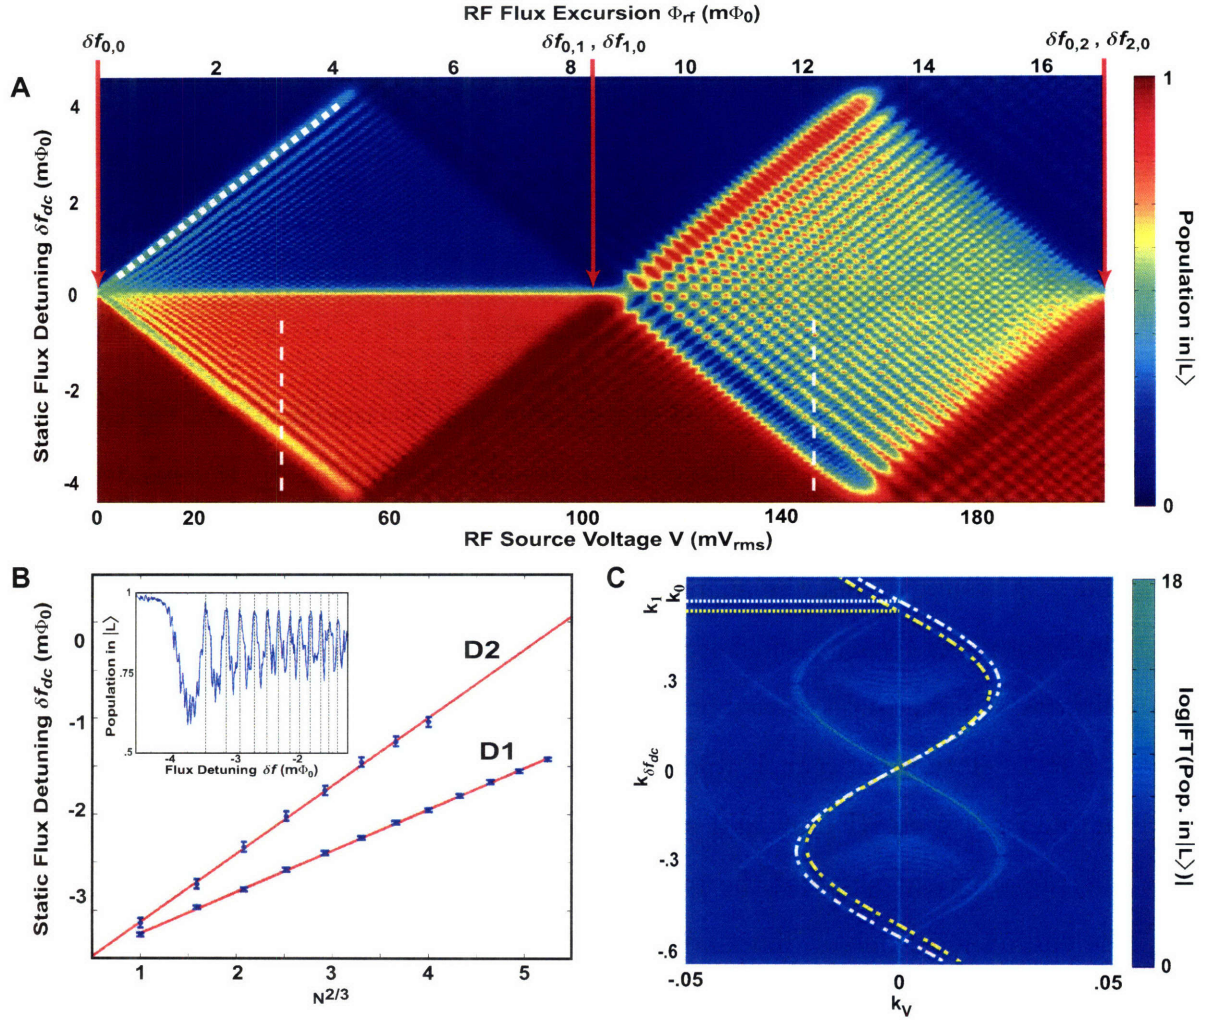 RF Flux Excursion Φrf (mΦ0)
δf0,0
δf0,1 , δf1,0
δf0,2 , δf2,0
A
2 4 6 8 10 12 14 16
Static Flux Detuning δfdc (mΦ0)
4
2
0
-2
-4
1
0
Population in|L>
0 20 60 100 140 180
RF Source Voltage V (mVrms)
B
Static Flux Detuning δfdc (mΦ0)
0
-1
-2
-3
1 2 3 4 5
N2/3
D2
D1
Population in |L>
1
.75
.5
-4 -3 -2
Flux Detuning δf (mΦ0)
C
k1 k0
.3
0
-.3
-.6
kδfdc
-.05 0 .05
kV
18
0
log|FT(Pop. in|L>)|